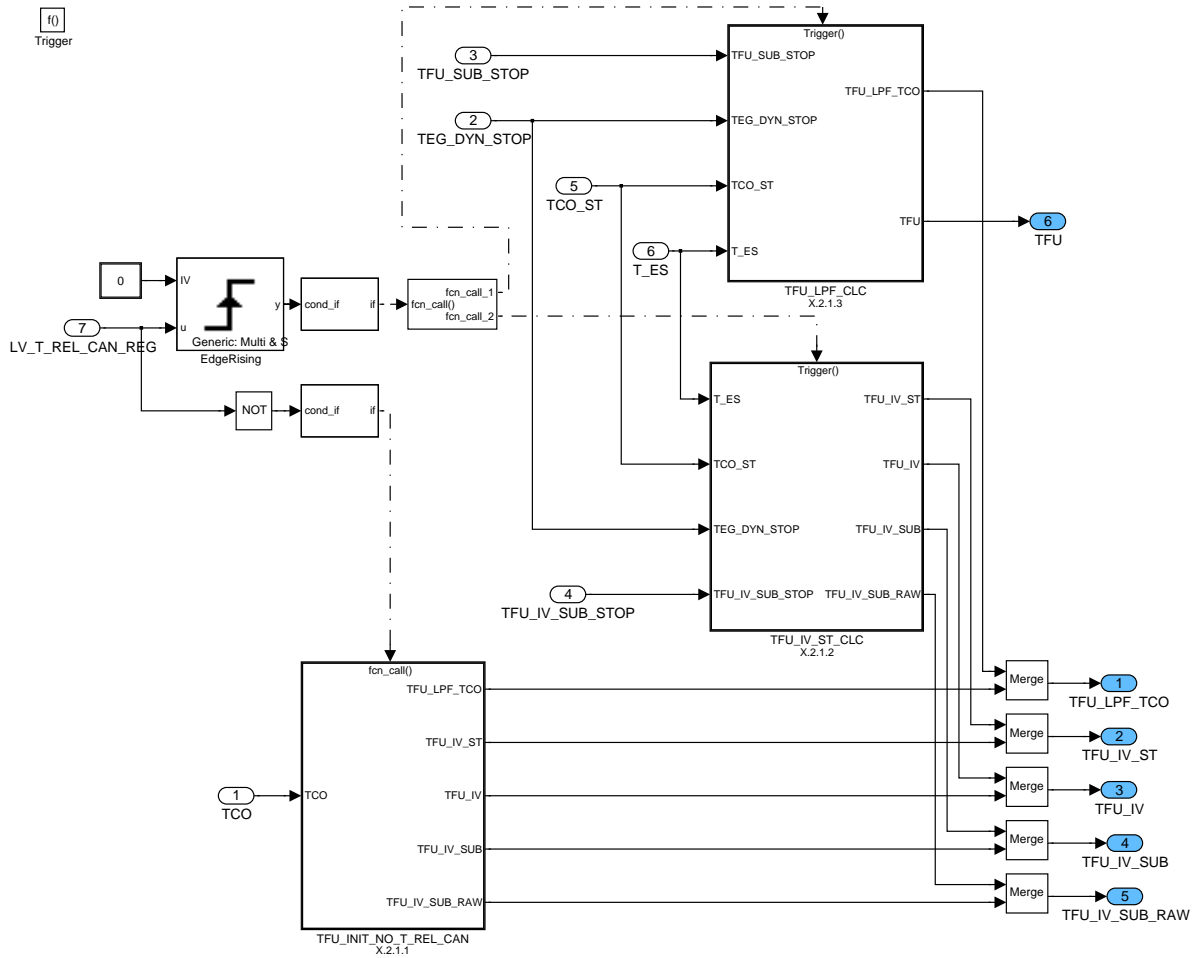 f()
Trigger
3
TFU_SUB_STOP
2
TEG_DYN_STOP
5
TCO_ST
6
T_ES
Trigger()
TFU_SUB_STOP
TEG_DYN_STOP
TCO_ST
T_ES
TFU_LPF_TCO
TFU
TFU_LPF_CLC
X.2.1.3
6
TFU
0
7
LV_T_REL_CAN_REG
IV
u
y
Generic: Multi & S
EdgeRising
cond_if if
fcn_call()
fcn_call_1
fcn_call_2
NOT
cond_if if
Trigger()
T_ES
TCO_ST
TEG_DYN_STOP
TFU_IV_SUB_STOP
TFU_IV_ST
TFU_IV
TFU_IV_SUB
TFU_IV_SUB_RAW
TFU_IV_ST_CLC
X.2.1.2
4
TFU_IV_SUB_STOP
1
TCO
fcn_call()
TCO
TFU_LPF_TCO
TFU_IV_ST
TFU_IV
TFU_IV_SUB
TFU_IV_SUB_RAW
TFU_INIT_NO_T_REL_CAN
X.2.1.1
Merge
1
TFU_LPF_TCO
Merge
2
TFU_IV_ST
Merge
3
TFU_IV
Merge
4
TFU_IV_SUB
Merge
5
TFU_IV_SUB_RAW